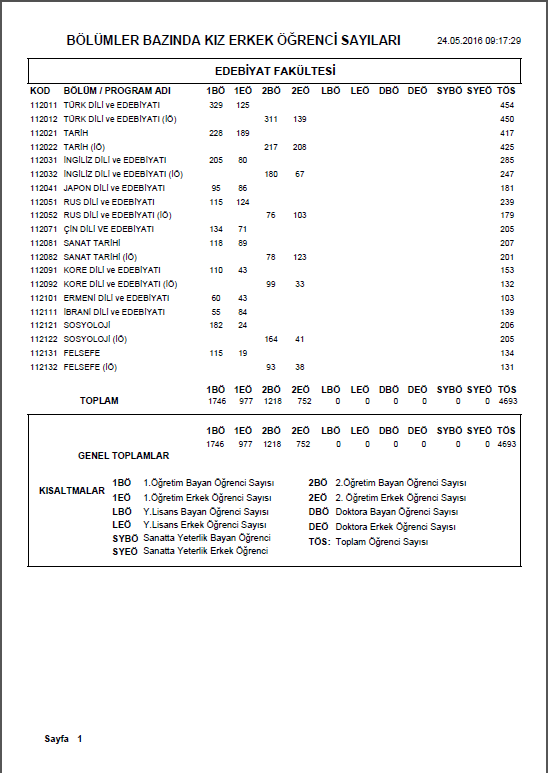 BÖLÜMLER BAZINDA KIZ ERKEK ÖĞRENCİ SAYILARI 24.05.2016 09:17:29
EDEBİYAT FAKÜLTESİ
KOD BÖLÜM / PROGRAM ADI 1BÖ 1EÖ 2BÖ 2EÖ LBÖ LEÖ DBÖ DEÖ SYBÖ SYEÖ TÖS
112011 TÜRK DİLİ ve EDEBİYATI 329 125 454
112012 TÜRK DİLİ ve EDEBİYATI (İÖ) 311 139 450
112021 TARİH 228 189 417
112022 TARİH (İÖ) 217 208 425
112031 İNGİLİZ DİLİ ve EDEBİYATI 205 80 285
112032 İNGİLİZ DİLİ ve EDEBİYATI (İÖ) 180 67 247
112041 JAPON DİLİ ve EDEBİYATI 95 86 181
112051 RUS DİLİ ve EDEBİYATI 115 124 239
112052 RUS DİLİ ve EDEBİYATI (İÖ) 76 103 179
112071 ÇİN DİLİ VE EDEBİYATI 134 71 205
112081 SANAT TARİHİ 118 89 207
112082 SANAT TARİHİ (İÖ) 78 123 201
112091 KORE DİLİ ve EDEBİYATI 110 43 153
112092 KORE DİLİ ve EDEBİYATI (İÖ) 99 33 132
112101 ERMENİ DİLİ ve EDEBİYATI 60 43 103
112111 İBRANİ DİLİ ve EDEBİYATI 55 84 139
112121 SOSYOLOJİ 182 24 206
112122 SOSYOLOJİ (İÖ) 164 41 205
112131 FELSEFE 115 19 134
112132 FELSEFE (İÖ) 93 38 131
1BÖ 1EÖ 2BÖ 2EÖ LBÖ LEÖ DBÖ DEÖ SYBÖ SYEÖ TÖS
TOPLAM 1746 977 1218 752 0 0 0 0 0 0 4693
1BÖ 1EÖ 2BÖ 2EÖ LBÖ LEÖ DBÖ DEÖ SYBÖ SYEÖ TÖS
1746 977 1218 752 0 0 0 0 0 0 4693
GENEL TOPLAMLAR
KISALTMALAR
1BÖ 1.Öğretim Bayan Öğrenci Sayısı 2BÖ 2.Öğretim Bayan Öğrenci Sayısı
1EÖ 1.Öğretim Erkek Öğrenci Sayısı 2EÖ 2. Öğretim Erkek Öğrenci Sayısı
LBÖ Y.Lisans Bayan Öğrenci Sayısı DBÖ Doktora Bayan Öğrenci Sayısı
LEÖ Y.Lisans Erkek Öğrenci Sayısı DEÖ Doktora Erkek Öğrenci Sayısı
SYBÖ Sanatta Yeterlik Bayan Öğrenci TÖS: Toplam Öğrenci Sayısı
SYEÖ Sanatta Yeterlik Erkek Öğrenci
Sayfa 1